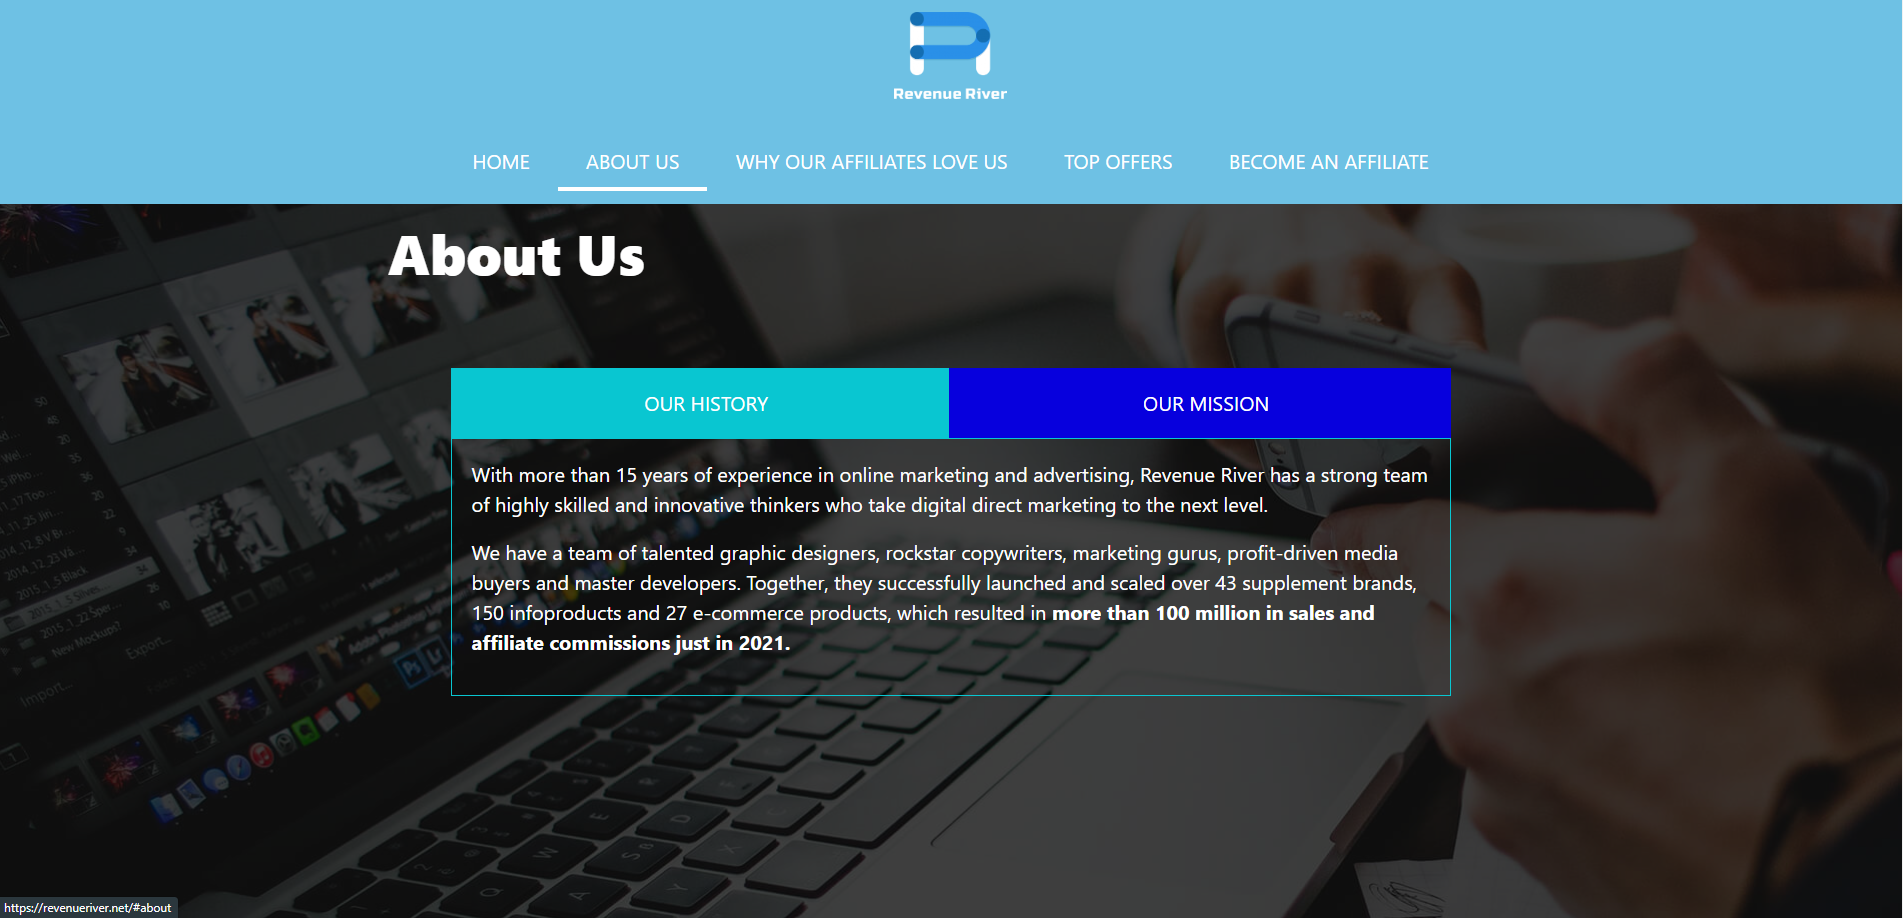 Revenue River
HOME ABOUT US WHY OUR AFFILIATES LOVE US TOP OFFERS BECOME AN AFFILIATE
About Us
OUR HISTORY OUR MISSION
With more than 15 years of experience in online marketing and advertising, Revenue River has a strong team
of highly skilled and innovative thinkers who take digital direct marketing to the next level.
We have a team of talented graphic designers, rockstar copywriters, marketing gurus, profit-driven media
buyers and master developers. Together, they successfully launched and scaled over 43 supplement brands,
150 infoproducts and 27 e-commerce products, which resulted in more than 100 million in sales and
affiliate commissions just in 2021.
New Mockups?
Export...
Import...
Ps
https://revenueriver.net/#about